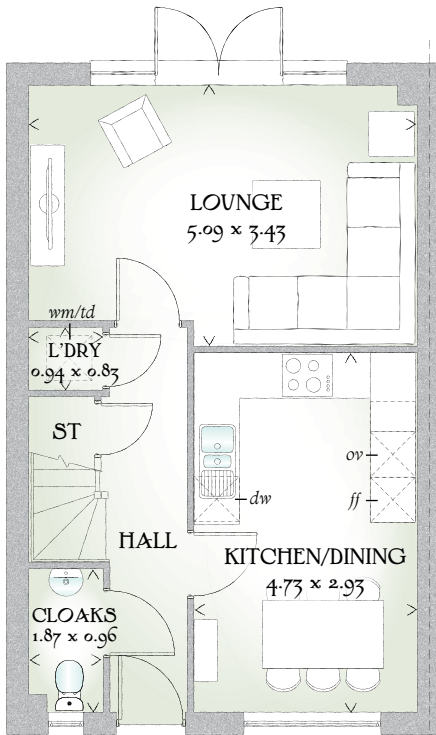 LOUNGE
5.09 x 3.43
wm/td
L'DRY
0.94 x 0.83
ST
ov
dw
ff
HALL
KITCHEN/DINING
4.73 x 2.93
CLOAKS
1.87 x 0.96